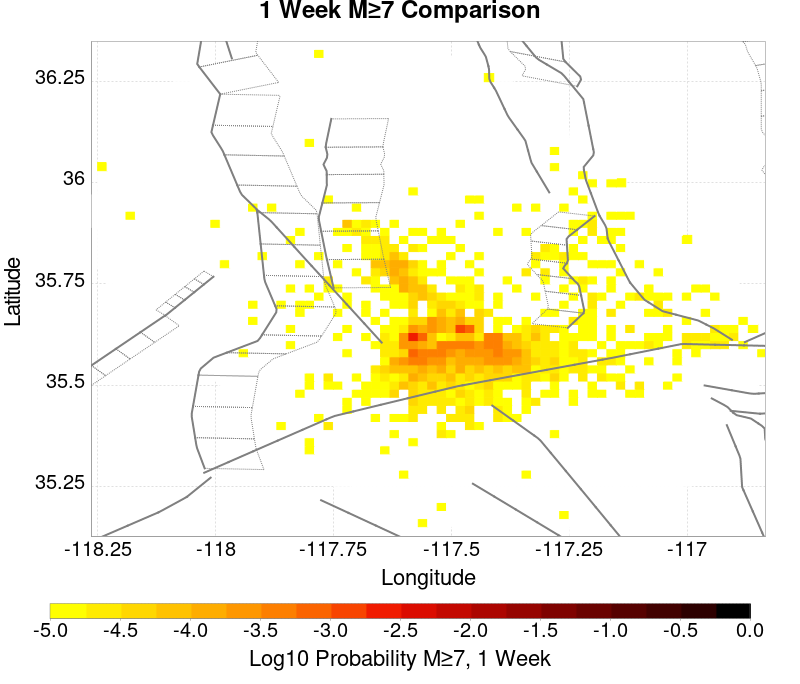 1 Week M≥7 Comparison
36.25
36
35.75
35.5
35.25
Latitude
-118.25 -118 -117.75 -117.5 -117.25 -117
Longitude
-5.0 -4.5 -4.0 -3.5 -3.0 -2.5 -2.0 -1.5 -1.0 -0.5 0.0
Log10 Probability M≥7, 1 Week